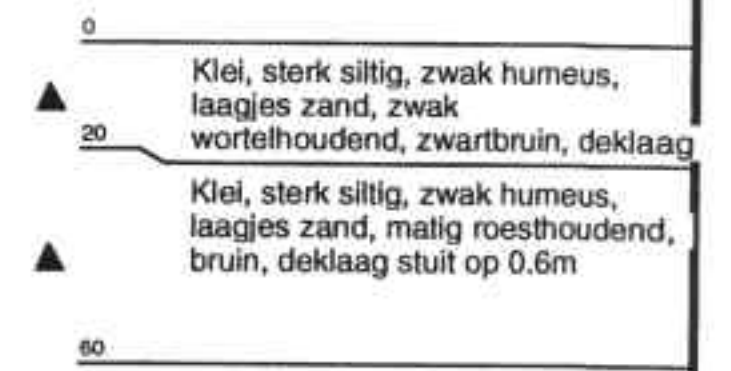 0
Klei, sterk siltig, zwak humeus,
laagjes zand, zwak
wortelhoudend, zwartbruin, deklaag
20
Klei, sterk siltig, zwak humeus,
laagjes zand, matig roesthoudend,
bruin, deklaag stuit op 0.6m
60